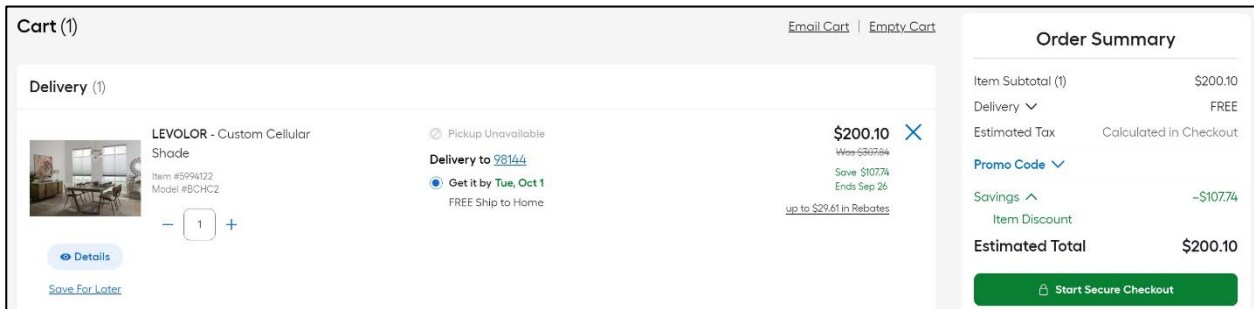 Cart (1)
Email Cart | Empty Cart
Delivery (1)
LEVOLOR - Custom Cellular
Shade
Item #5994122
Model #BCHC2
1
Details
Save For Later
Pickup Unavailable
Delivery to 98144
Get it by Tue, Oct 1
FREE Ship to Home
$200.10
Was $307.84
Save $107.74
Ends Sep 26
up to $29.61 in Rebates
Order Summary
Item Subtotal (1) $200.10
Delivery FREE
Estimated Tax Calculated in Checkout
Promo Code
Savings -$107.74
Item Discount
Estimated Total $200.10
Start Secure Checkout